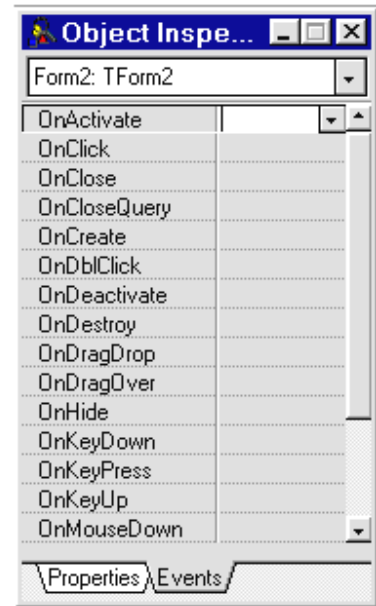 Object Inspe...
Form2: TForm2
OnActivate
OnClick
OnClose
OnCloseQuery
OnCreate
OnDblClick
OnDeactivate
OnDestroy
OnDragDrop
OnDragOver
OnHide
OnKeyDown
OnKeyPress
OnKeyUp
OnMouseDown
Properties Events